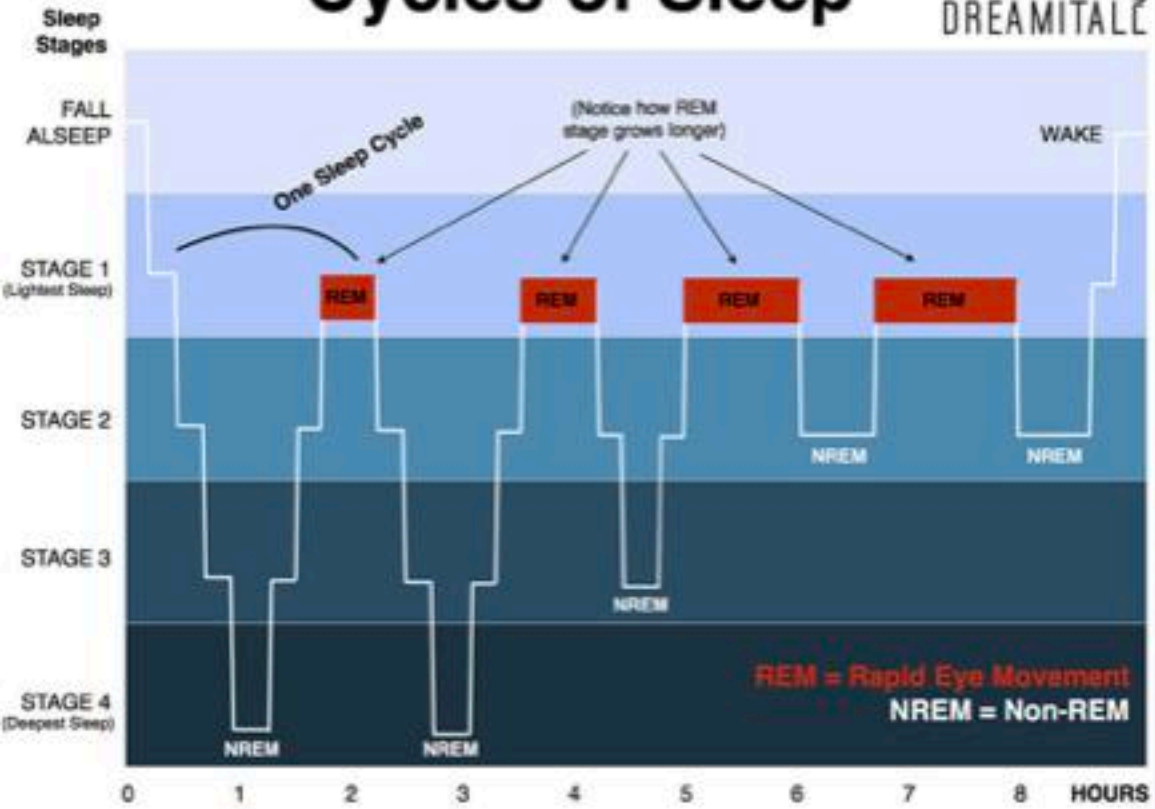 Cycles of Sleep
DREAMITALE
Sleep
Stages
FALL
ALSEEP
(Notice how REM
stage grows longer)
WAKE
One Sleep Cycle
STAGE 1
(Lightest Sleep)
REM
REM
REM
REM
STAGE 2
NREM
NREM
STAGE 3
NREM
REM = Rapid Eye Movement
NREM = Non-REM
STAGE 4
(Deepest Sleep)
NREM
NREM
0 1 2 3 4 5 6 7 8 HOURS